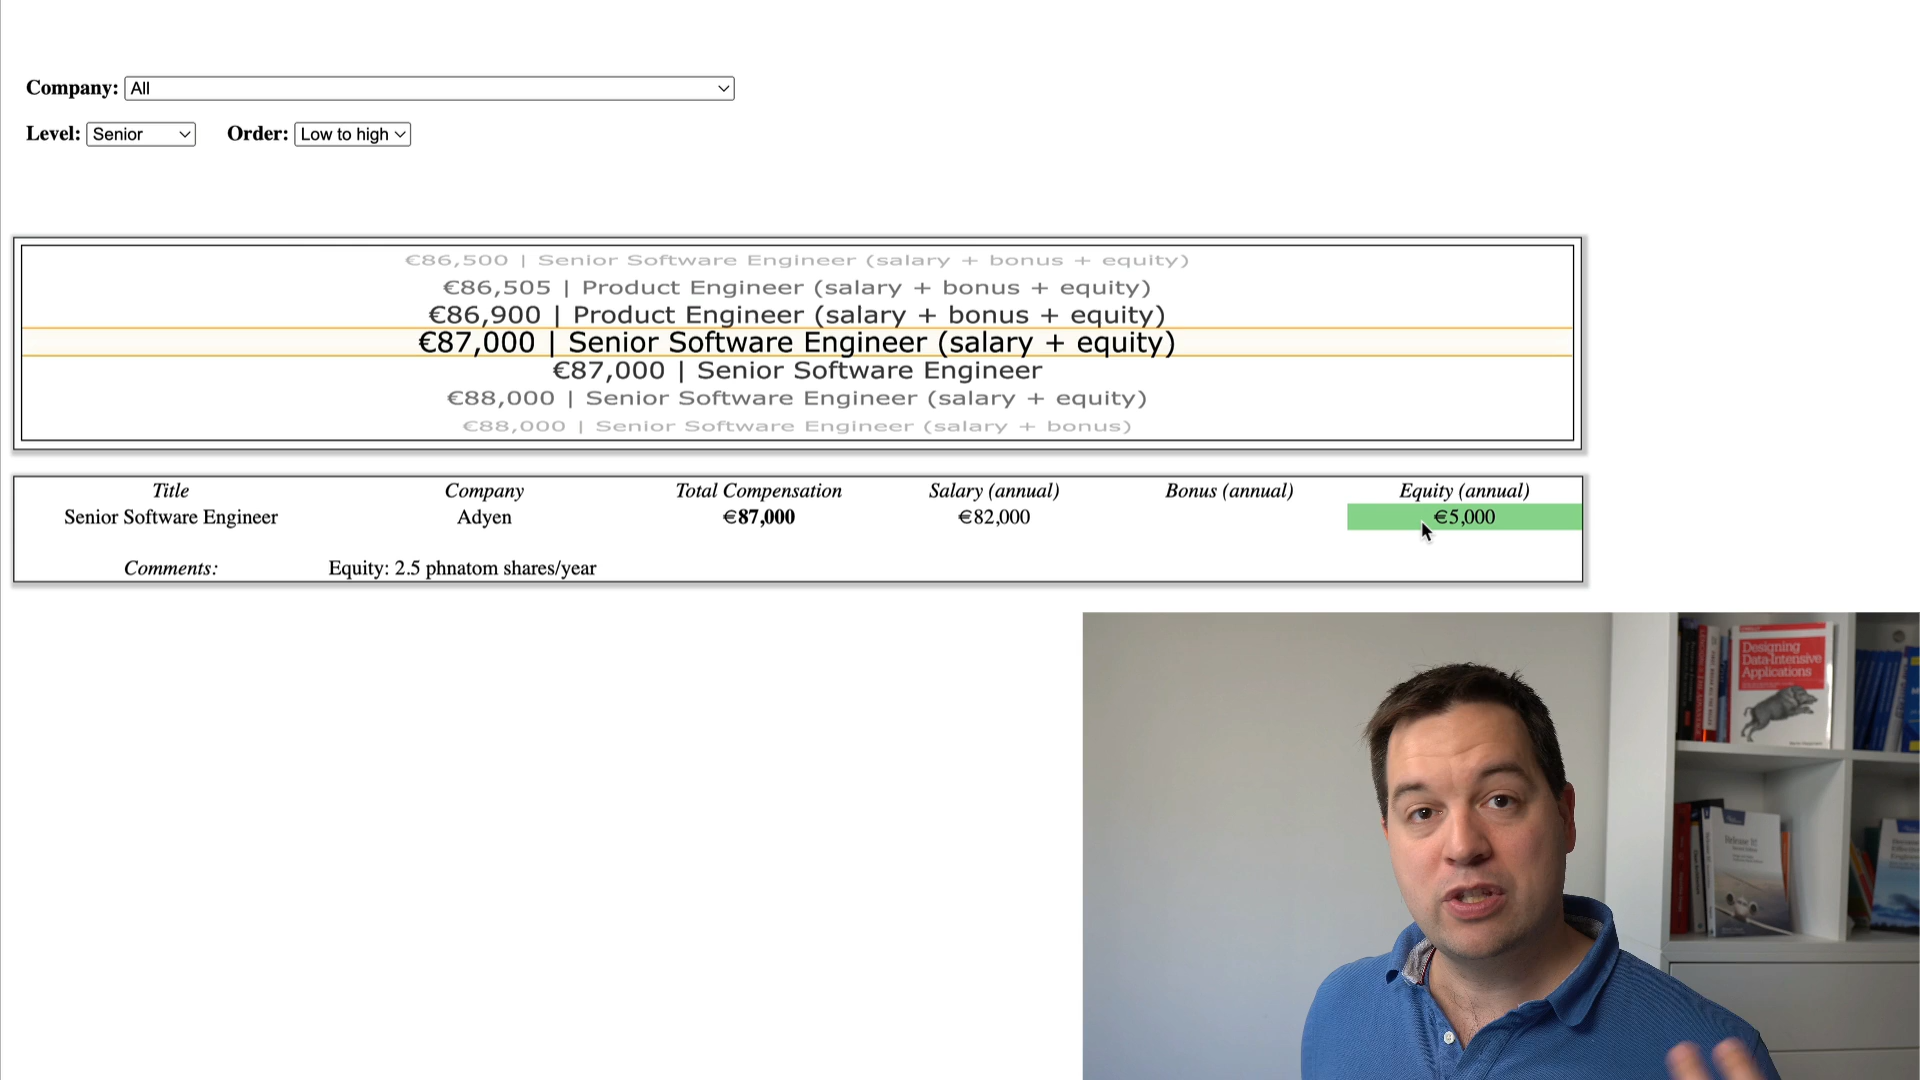 Company: All
Level: Senior Order: Low to high
€86,500 | Senior Software Engineer (salary + bonus + equity)
€86,505 | Product Engineer (salary + bonus + equity)
€86,900 | Product Engineer (salary + bonus + equity)
€87,000 | Senior Software Engineer (salary + equity)
€87,000 | Senior Software Engineer
€88,000 | Senior Software Engineer (salary + equity)
€88,000 | Senior Software Engineer (salary + bonus)
Title Company Total Compensation Salary (annual) Bonus (annual) Equity (annual)
Senior Software Engineer Adyen €87,000 €82,000 €5,000
Comments: Equity: 2.5 phnatom shares/year
Designing
Data-Intensive
Applications
Release It!